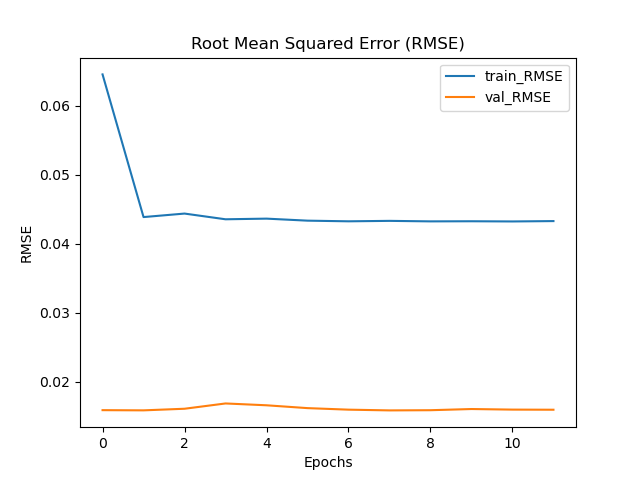 Root Mean Squared Error (RMSE)
train_RMSE
val_RMSE
0.06
0.05
0.04
0.03
0.02
RMSE
0 2 4 6 8 10
Epochs